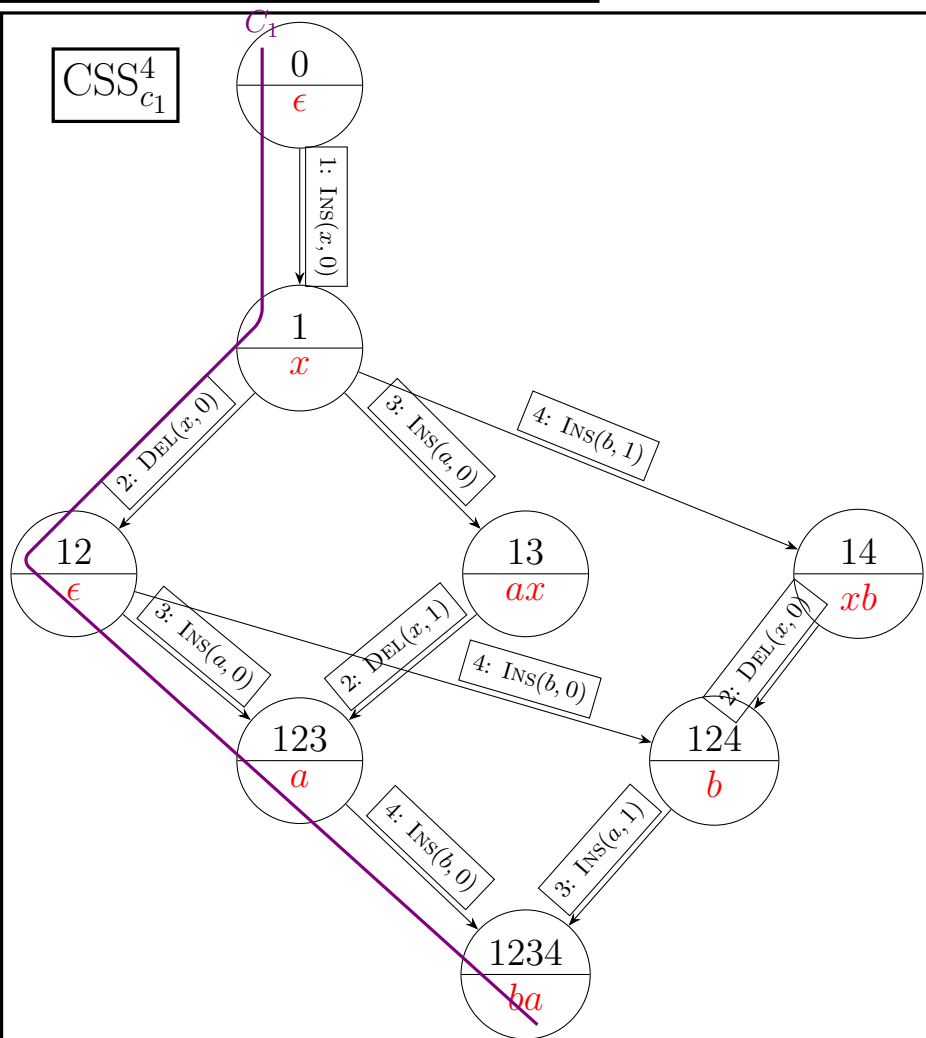 C₁
CSS⁴c₁
0
ϵ
1: INS(x, 0)
1
x
2: DEL(x, 0)
3: INS(a, 0)
4: INS(b, 1)
12
ϵ
13
ax
14
xb
3: INS(a, 0)
2: DEL(x, 1)
4: INS(b, 0)
2: DEL(x, 0)
123
a
124
b
4: INS(b, 0)
3: INS(a, 1)
1234
ba